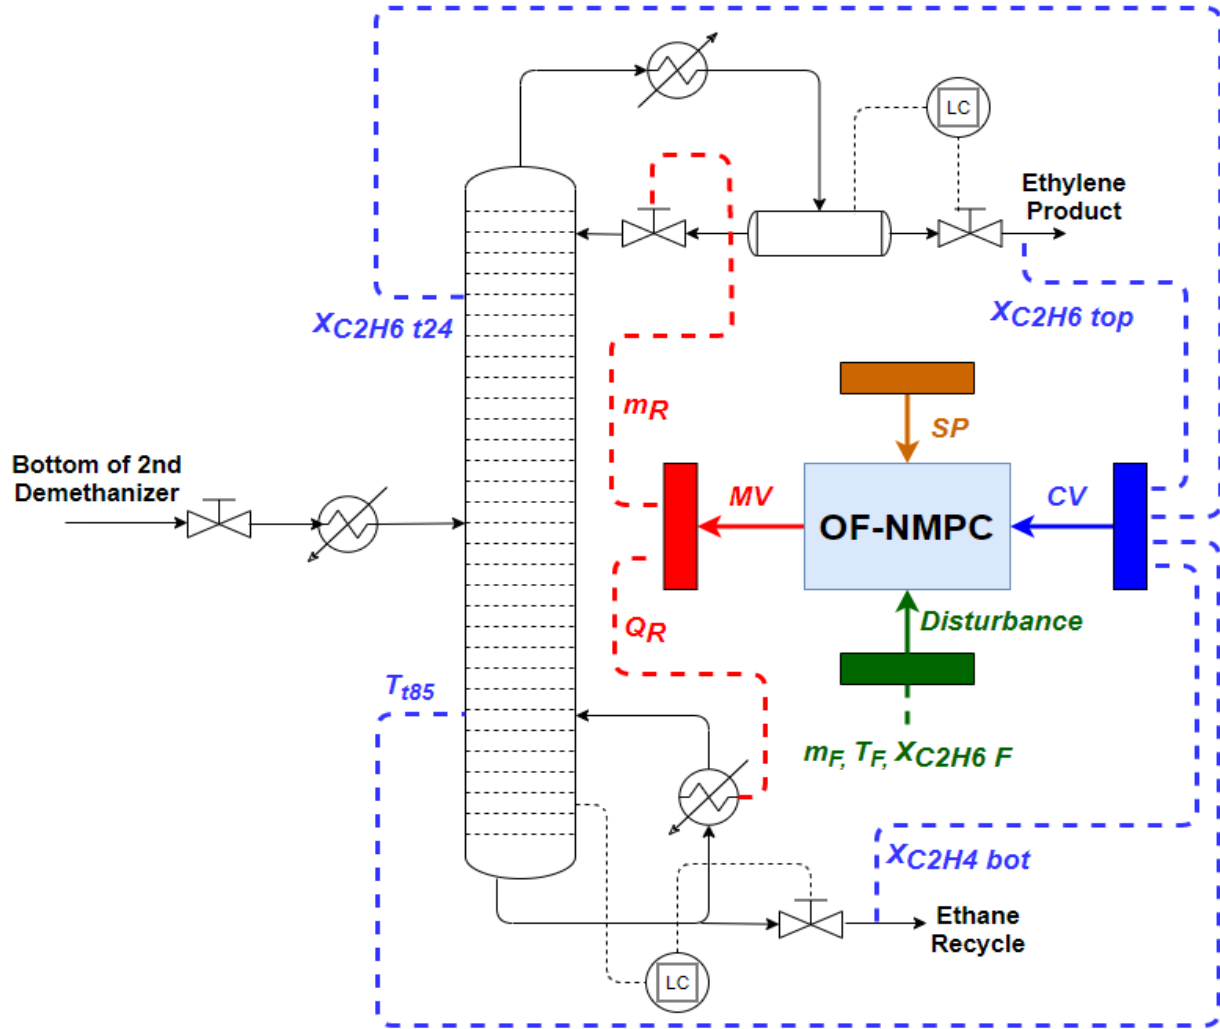 LC
Ethylene
Product
XC2H6 t24
XC2H6 top
mR
SP
Bottom of 2nd
Demethanizer
MV
OF-NMPC
CV
QR
Disturbance
Tt85
mF, TF, XC2H6 F
XC2H4 bot
Ethane
Recycle
LC